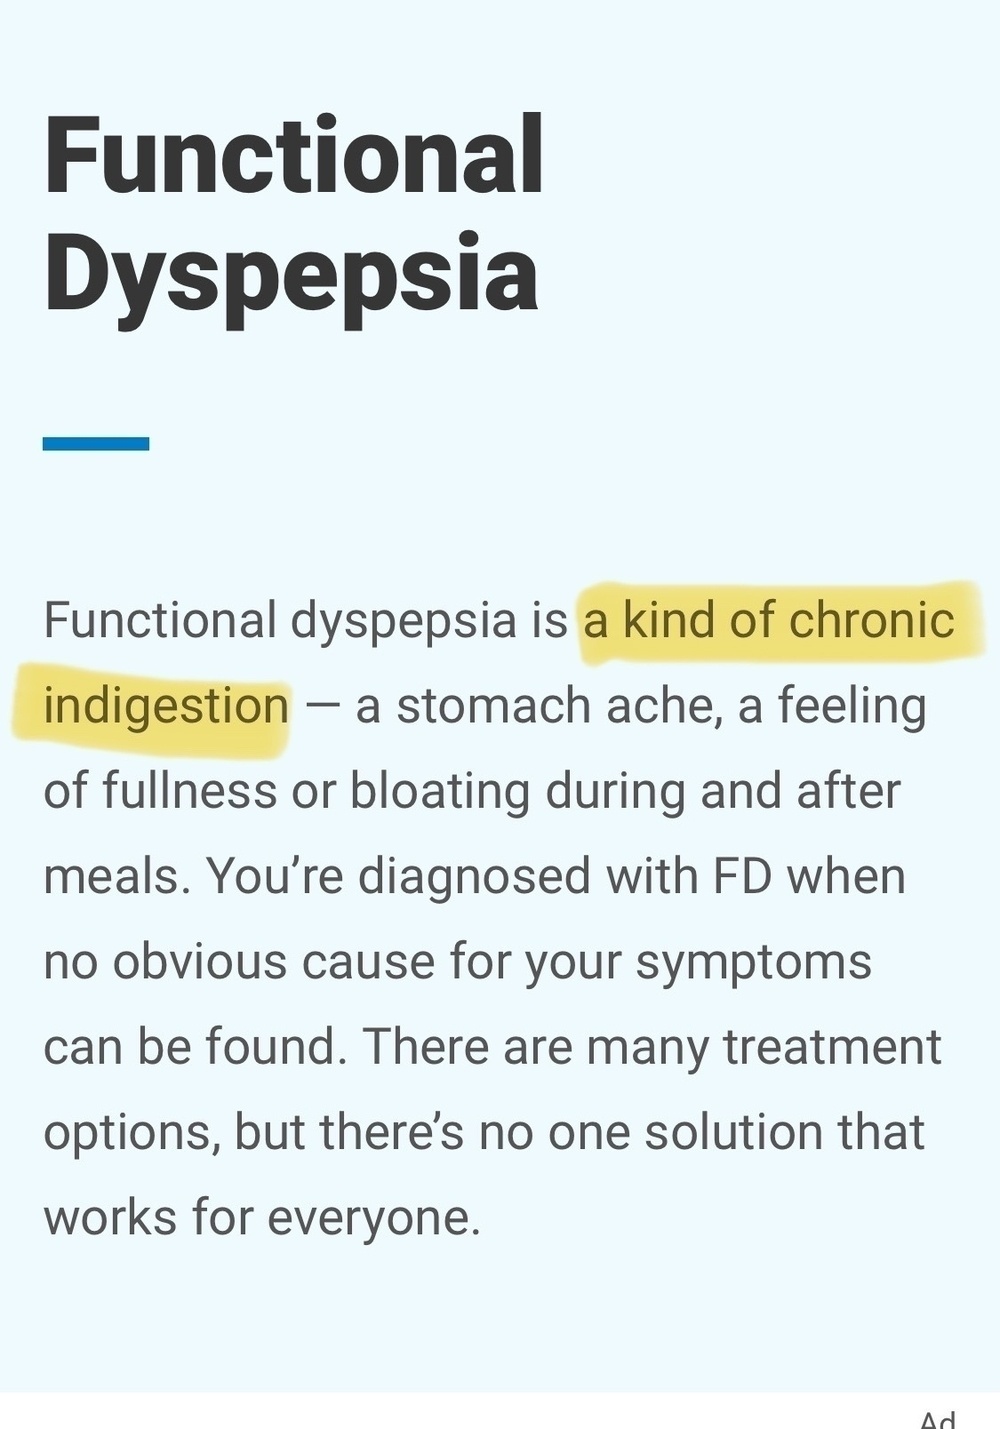 Functional
Dyspepsia
Functional dyspepsia is a kind of chronic
indigestion — a stomach ache, a feeling
of fullness or bloating during and after
meals. You’re diagnosed with FD when
no obvious cause for your symptoms
can be found. There are many treatment
options, but there’s no one solution that
works for everyone.
Ad